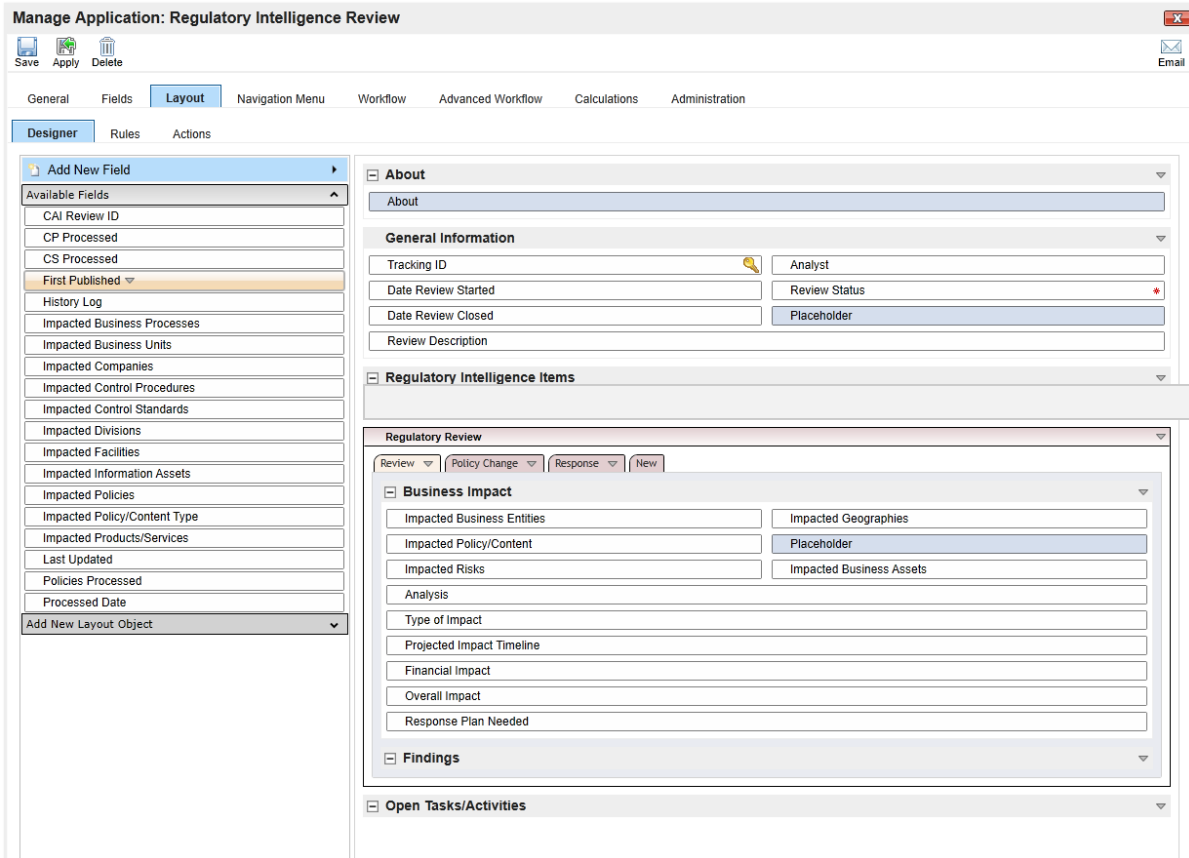 Manage Application: Regulatory Intelligence Review
X
Save Apply Delete
Email
General Fields Layout Navigation Menu Workflow Advanced Workflow Calculations Administration
Designer Rules Actions
Add New Field
Available Fields
CAI Review ID
CP Processed
CS Processed
First Published
History Log
Impacted Business Processes
Impacted Business Units
Impacted Companies
Impacted Control Procedures
Impacted Control Standards
Impacted Divisions
Impacted Facilities
Impacted Information Assets
Impacted Policies
Impacted Policy/Content Type
Impacted Products/Services
Last Updated
Policies Processed
Processed Date
Add New Layout Object
About
About
General Information
Tracking ID Analyst
Date Review Started Review Status *
Date Review Closed Placeholder
Review Description
Regulatory Intelligence Items
Regulatory Review
Review Policy Change Response New
Business Impact
Impacted Business Entities Impacted Geographies
Impacted Policy/Content Placeholder
Impacted Risks Impacted Business Assets
Analysis
Type of Impact
Projected Impact Timeline
Financial Impact
Overall Impact
Response Plan Needed
Findings
Open Tasks/Activities